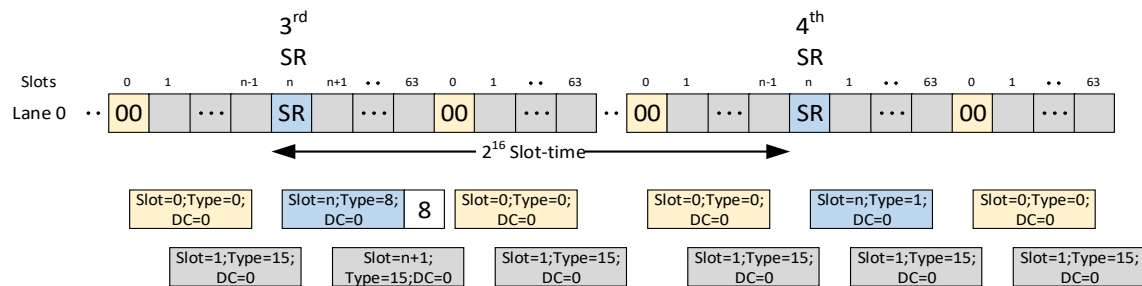 3rd
4th
SR
SR
Slots 0 1 n-1 n n+1 ·· 63 0 1 ·· 63 0 1 n-1 n 1 ·· 63 0 1 ·· 63
Lane 0 ·· 00 ··· SR ··· 00 ··· ·· 00 ··· SR ··· 00 ···
2^16 Slot-time
Slot=0;Type=0;
DC=0
Slot=n;Type=8;
DC=0
8
Slot=0;Type=0;
DC=0
Slot=0;Type=0;
DC=0
Slot=n;Type=1;
DC=0
Slot=0;Type=0;
DC=0
Slot=1;Type=15;
DC=0
Slot=n+1;
Type=15;DC=0
Slot=1;Type=15;
DC=0
Slot=1;Type=15;
DC=0
Slot=1;Type=15;
DC=0
Slot=1;Type=15;
DC=0